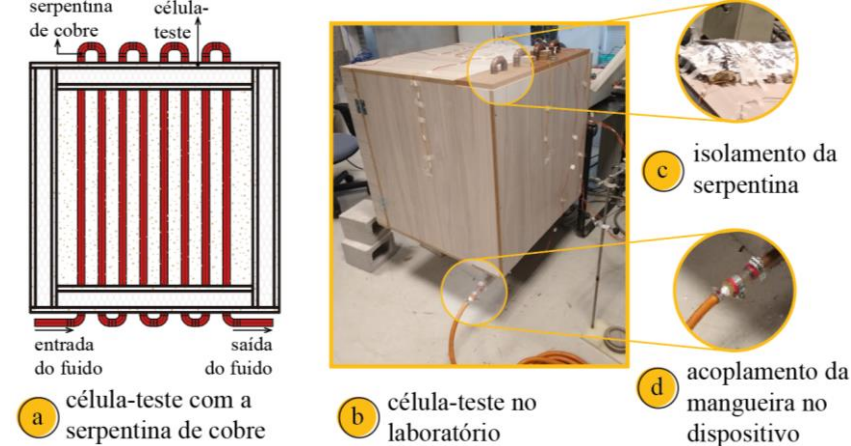 serpentina
de cobre
célula-
teste
entrada
do fuido
saída
do fuido
a
célula-teste com a
serpentina de cobre
b
célula-teste no
laboratório
c
isolamento da
serpentina
d
acoplamento da
mangueira no
dispositivo